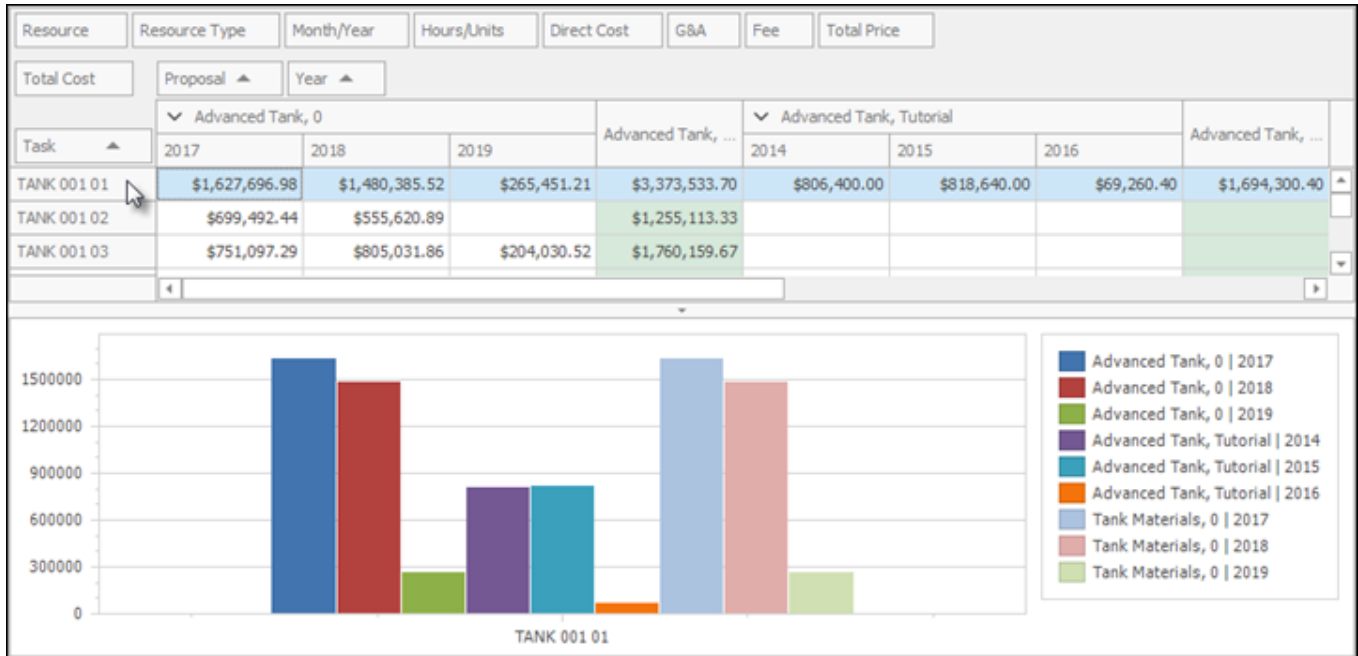 Resource Resource Type Month/Year Hours/Units Direct Cost G&A Fee Total Price
Total Cost Proposal Year
Advanced Tank, 0 Advanced Tank, ... Advanced Tank, Tutorial Advanced Tank, ...
Task 2017 2018 2019 2014 2015 2016
TANK 001 01 $1,627,696.98 $1,480,385.52 $265,451.21 $3,373,533.70 $806,400.00 $818,640.00 $69,260.40 $1,694,300.40
TANK 001 02 $699,492.44 $555,620.89 $1,255,113.33
TANK 001 03 $751,097.29 $805,031.86 $204,030.52 $1,760,159.67
1500000
1200000
900000
600000
300000
0
TANK 001 01
Advanced Tank, 0 | 2017
Advanced Tank, 0 | 2018
Advanced Tank, 0 | 2019
Advanced Tank, Tutorial | 2014
Advanced Tank, Tutorial | 2015
Advanced Tank, Tutorial | 2016
Tank Materials, 0 | 2017
Tank Materials, 0 | 2018
Tank Materials, 0 | 2019